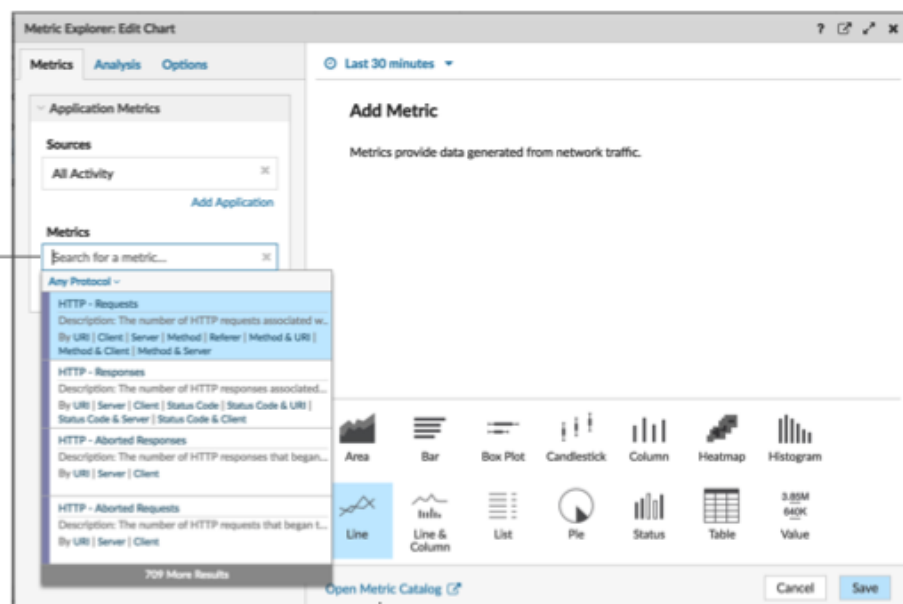 Metric Explorer: Edit Chart
?
Metrics Analysis Options
Last 30 minutes
Application Metrics
Sources
All Activity
Add Application
Metrics
Search for a metric...
Any Protocol
HTTP - Requests
Description: The number of HTTP requests associated w...
By URI | Client | Server | Method | Referer | Method & URI |
Method & Client | Method & Server
HTTP - Responses
Description: The number of HTTP responses associated...
By URI | Server | Client | Status Code | Status Code & URI |
Status Code & Server | Status Code & Client
HTTP - Aborted Responses
Description: The number of HTTP responses that began...
By URI | Server | Client
HTTP - Aborted Requests
Description: The number of HTTP requests that began t...
By URI | Server | Client
709 More Results
Add Metric
Metrics provide data generated from network traffic.
Area Bar Box Plot Candlestick Column Heatmap Histogram
3.85M
640K
Line Line & Column List Pie Status Table Value
Open Metric Catalog
Cancel Save